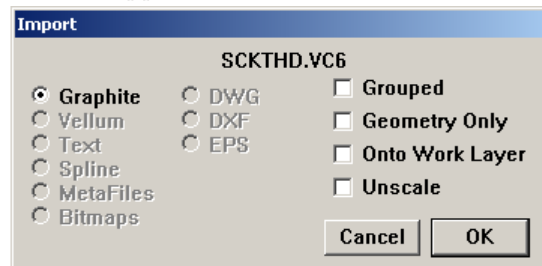 Import
SCKTHD.VC6
Graphite
Vellum
Text
Spline
MetaFiles
Bitmaps
DWG
DXF
EPS
Grouped
Geometry Only
Onto Work Layer
Unscale
Cancel
OK